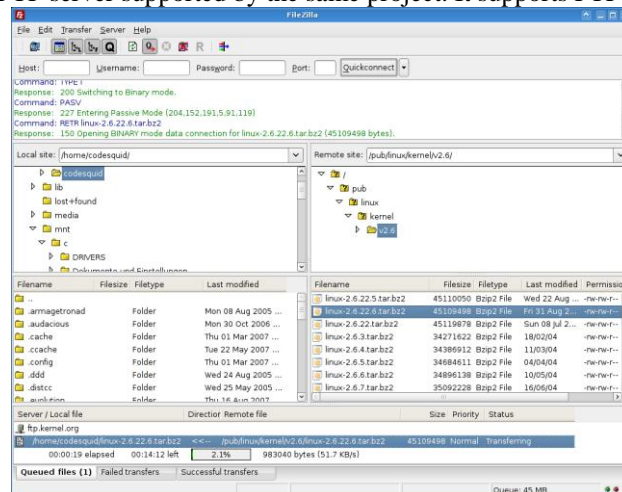 server supported by the same project. It supports FTP
FileZilla
File Edit Transfer Server Help
Host: Username: Password: Port: Quickconnect
Command: TYPE I
Response: 200 Switching to Binary mode.
Command: PASV
Response: 227 Entering Passive Mode (204,152,191,5,91,119)
Command: RETR linux-2.6.22.6.tar.bz2
Response: 150 Opening BINARY mode data connection for linux-2.6.22.6.tar.bz2 (45109498 bytes).
Local site: /home/codesquid/
Remote site: /pub/linux/kernel/v2.6/
codesquid
lib
lost+found
media
mnt
c
DRIVERS
Dokumente und Einstellungen
/
pub
linux
kernel
v2.6
Filename Filesize Filetype Last modified
..
.armagetronad Folder Mon 08 Aug 2005 ...
.audacious Folder Mon 30 Oct 2006 ...
.cache Folder Thu 01 Mar 2007 ...
.ccache Folder Tue 22 May 2007 ...
.config Folder Thu 01 Mar 2007 ...
.ddd Folder Wed 24 Aug 2005 ...
.distcc Folder Wed 25 May 2005 ...
.evolution Folder Thu 16 Aug 2007
Filename Filesize Filetype Last modified Permissio
linux-2.6.22.5.tar.bz2 45110050 Bzip2 File Wed 22 Aug ... -rw-rw-r--
linux-2.6.22.6.tar.bz2 45109498 Bzip2 File Fri 31 Aug 2... -rw-rw-r--
linux-2.6.22.tar.bz2 45119878 Bzip2 File Sun 08 Jul 2... -rw-rw-r--
linux-2.6.3.tar.bz2 34271622 Bzip2 File 18/02/04 -rw-rw-r--
linux-2.6.4.tar.bz2 34386912 Bzip2 File 11/03/04 -rw-rw-r--
linux-2.6.5.tar.bz2 34684611 Bzip2 File 04/04/04 -rw-rw-r--
linux-2.6.6.tar.bz2 34896138 Bzip2 File 10/05/04 -rw-rw-r--
linux-2.6.7.tar.bz2 35092228 Bzip2 File 16/06/04 -rw-rw-r--
Server / Local file Direction Remote file Size Priority Status
ftp.kernel.org
/home/codesquid/linux-2.6.22.6.tar.bz2 <<-- /pub/linux/kernel/v2.6/linux-2.6.22.6.tar.bz2 45109498 Normal Transferring
00:00:19 elapsed 00:14:12 left 2.1% 983040 bytes (51.7 KB/s)
Queued files (1) Failed transfers Successful transfers
Queue: 45 MB